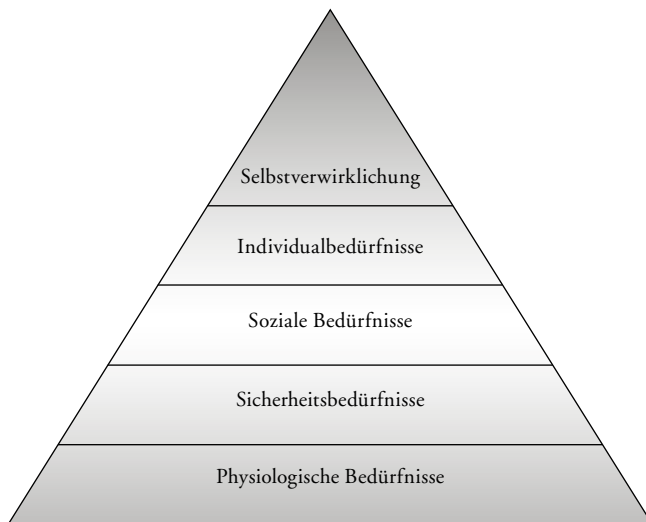 Selbstverwirklichung
Individualbedürfnisse
Soziale Bedürfnisse
Sicherheitsbedürfnisse
Physiologische Bedürfnisse